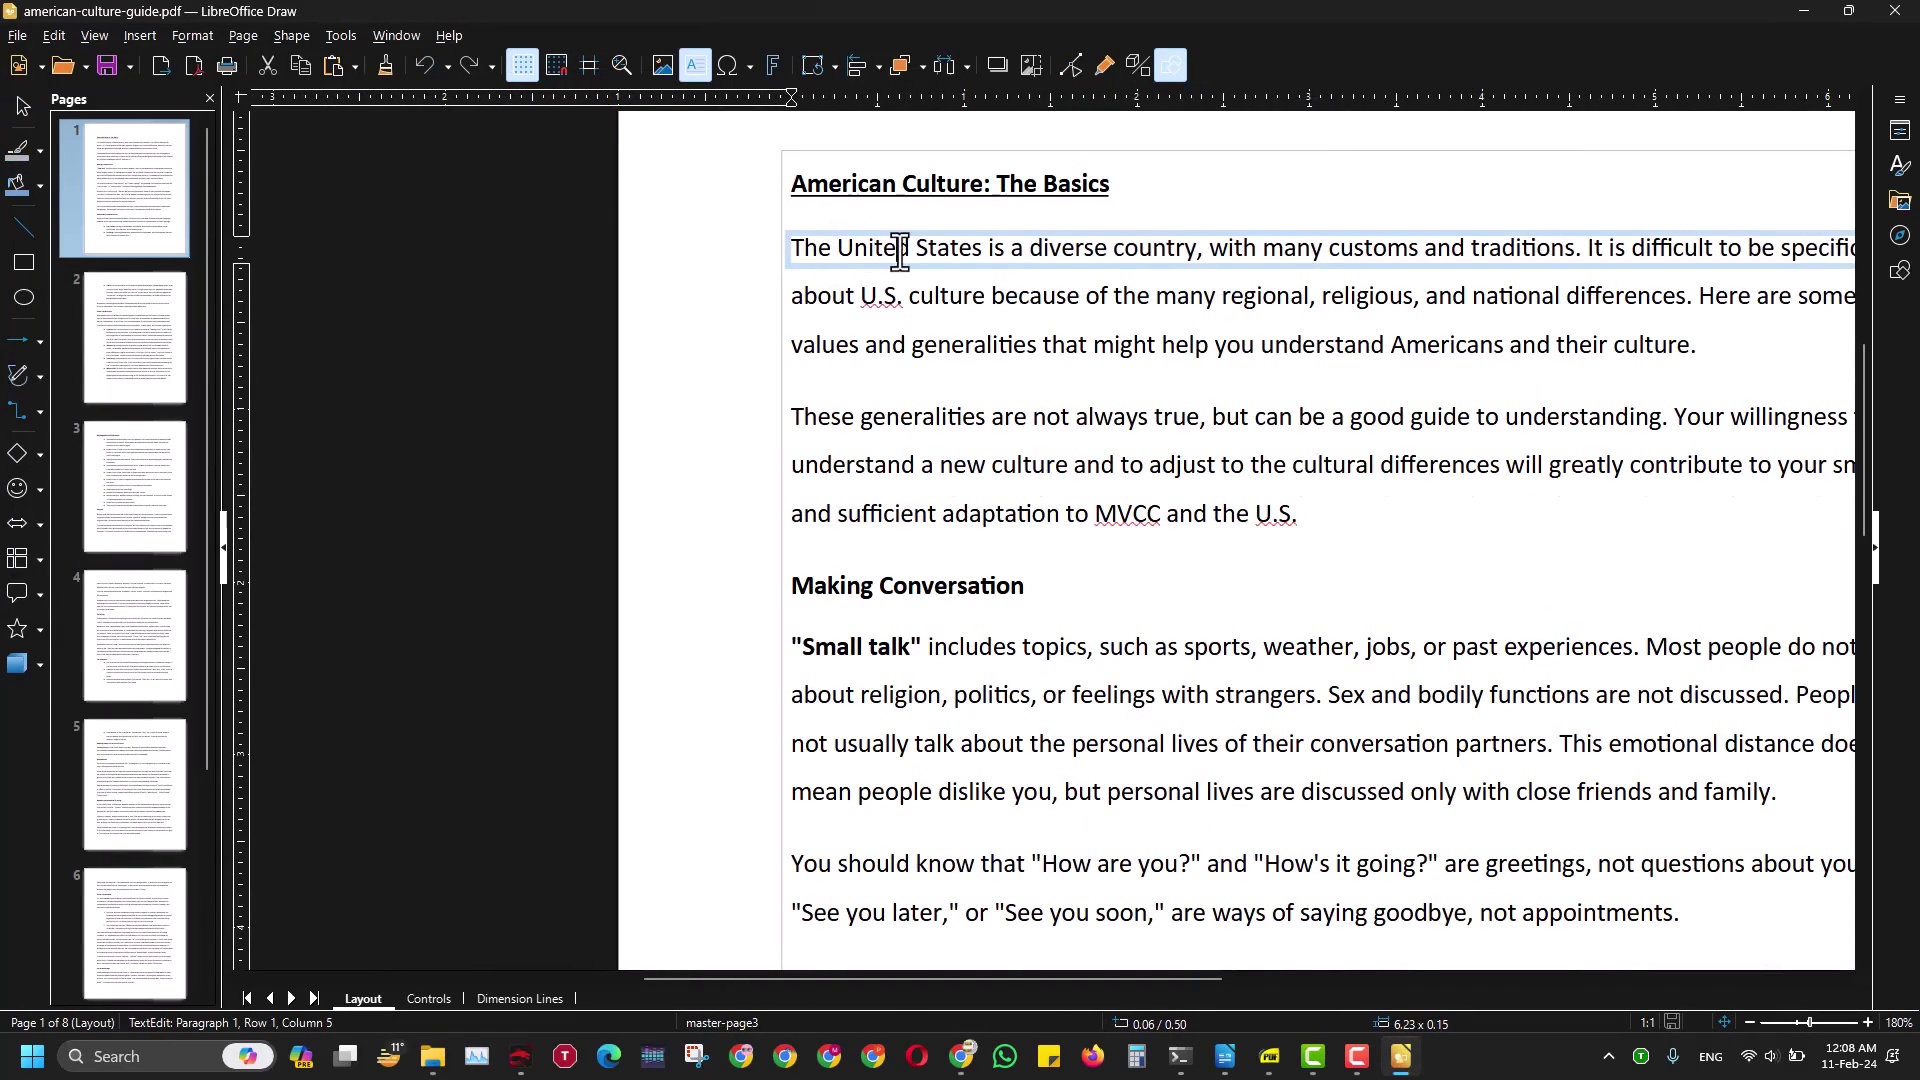 american-culture-guide.pdf — LibreOffice Draw
File Edit View Insert Format Page Shape Tools Window Help
Pages
3 2 1 1 2 3 4 5 6
1
2
3
4
5
6
American Culture: The Basics
The United States is a diverse country, with many customs and traditions. It is difficult to be specific
about U.S. culture because of the many regional, religious, and national differences. Here are some
values and generalities that might help you understand Americans and their culture.
These generalities are not always true, but can be a good guide to understanding. Your willingness
understand a new culture and to adjust to the cultural differences will greatly contribute to your sm
and sufficient adaptation to MVCC and the U.S.
Making Conversation
"Small talk" includes topics, such as sports, weather, jobs, or past experiences. Most people do not
about religion, politics, or feelings with strangers. Sex and bodily functions are not discussed. Peopl
not usually talk about the personal lives of their conversation partners. This emotional distance doe
mean people dislike you, but personal lives are discussed only with close friends and family.
You should know that "How are you?" and "How's it going?" are greetings, not questions about you
"See you later," or "See you soon," are ways of saying goodbye, not appointments.
Layout Controls Dimension Lines
Page 1 of 8 (Layout) TextEdit: Paragraph 1, Row 1, Column 5 master-page3 0.06 / 0.50 6.23 x 0.15 1:1 180%
Search 11° ENG 12:08 AM
11-Feb-24